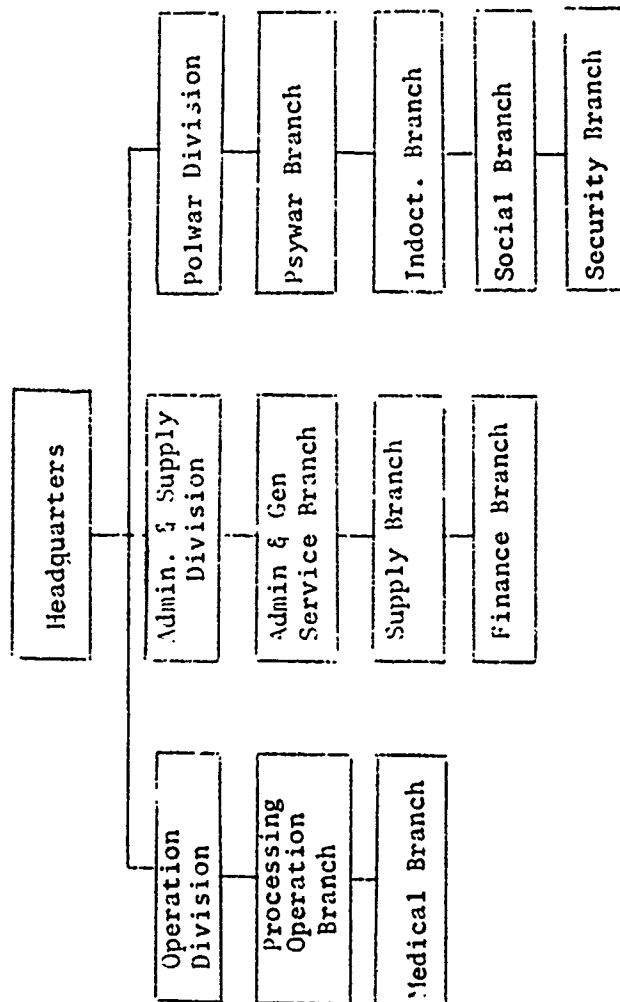 Headquarters
Operation
Division
Processing
Operation
Branch
Medical Branch
Admin. & Supply
Division
Admin & Gen
Service Branch
Supply Branch
Finance Branch
Polwar Division
Psywar Branch
Indoct. Branch
Social Branch
Security Branch